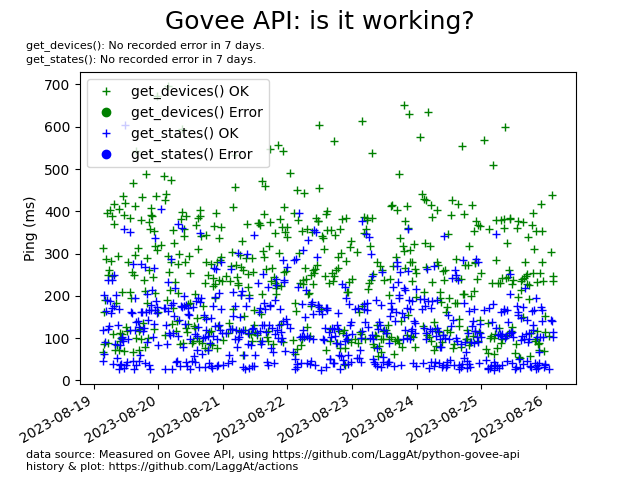 Govee API: is it working?
get_devices(): No recorded error in 7 days.
get_states(): No recorded error in 7 days.
get_devices() OK
get_devices() Error
get_states() OK
get_states() Error
Ping (ms)
700
600
500
400
300
200
100
0
2023-08-19
2023-08-20
2023-08-21
2023-08-22
2023-08-23
2023-08-24
2023-08-25
2023-08-26
data source: Measured on Govee API, using https://github.com/LaggAt/python-govee-api
history & plot: https://github.com/LaggAt/actions